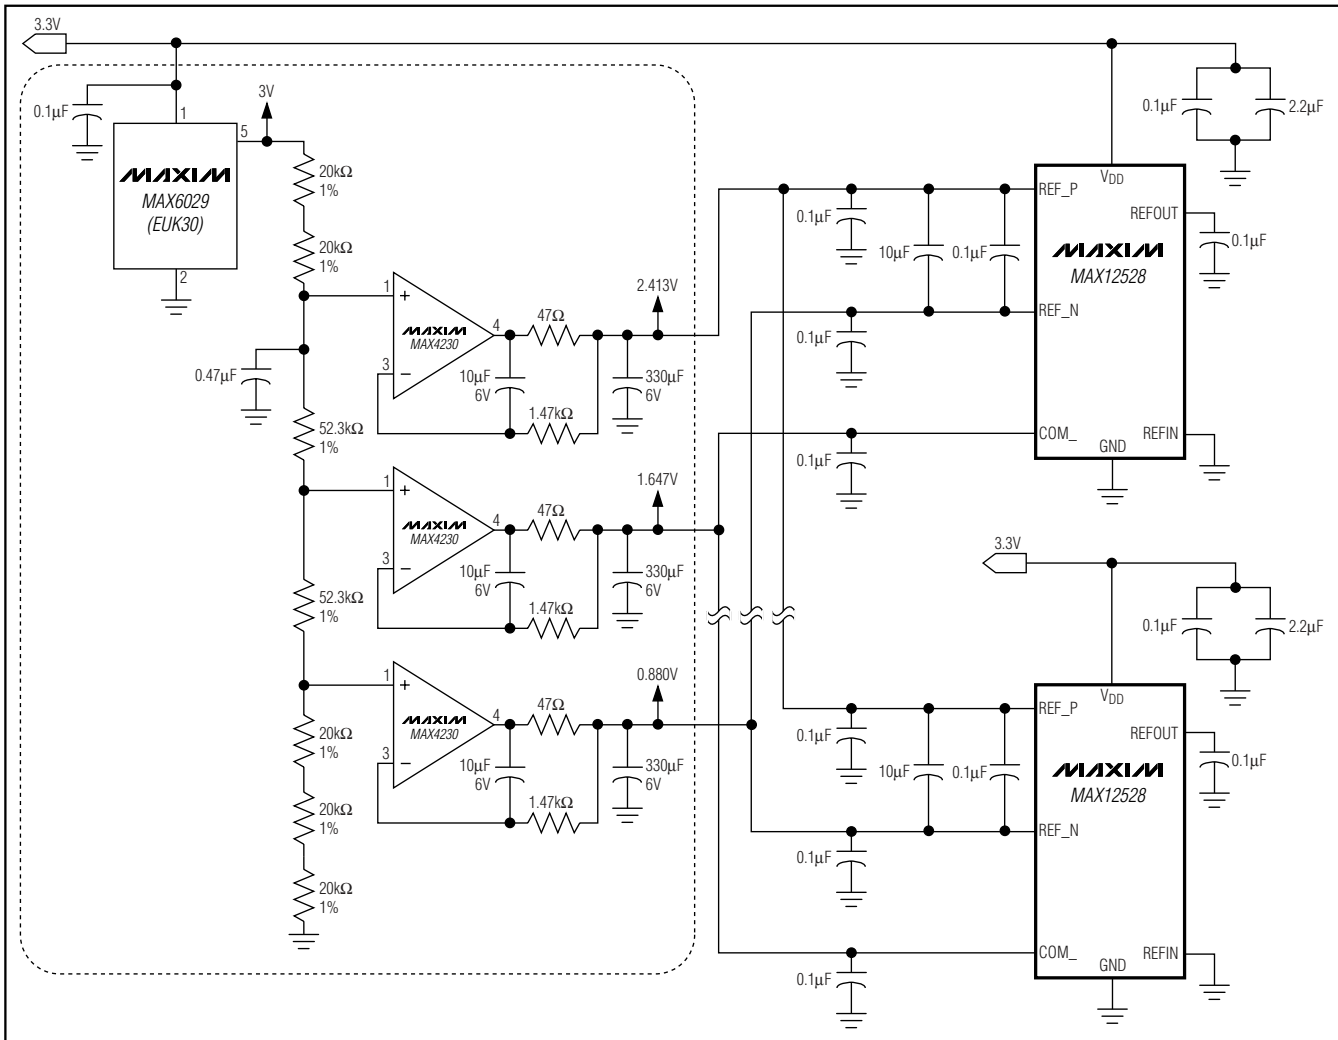 3.3V
0.1µF
1
3V
5
MAXIM
MAX6029
(EUK30)
2
20kΩ
1%
20kΩ
1%
0.47µF
52.3kΩ
1%
52.3kΩ
1%
20kΩ
1%
20kΩ
1%
20kΩ
1%
1
+
MAXIM
MAX4230
4
3
−
47Ω
10µF
6V
1.47kΩ
2.413V
330µF
6V
1
+
MAXIM
MAX4230
4
3
−
47Ω
10µF
6V
1.47kΩ
1.647V
330µF
6V
1
+
MAXIM
MAX4230
4
3
−
47Ω
10µF
6V
1.47kΩ
0.880V
330µF
6V
0.1µF
2.2µF
VDD
REF_P
REFOUT
0.1µF
0.1µF
10µF
0.1µF
MAXIM
MAX12528
REF_N
0.1µF
COM_
GND
REFIN
0.1µF
3.3V
0.1µF
2.2µF
VDD
REF_P
REFOUT
0.1µF
0.1µF
10µF
0.1µF
MAXIM
MAX12528
REF_N
0.1µF
COM_
GND
REFIN
0.1µF